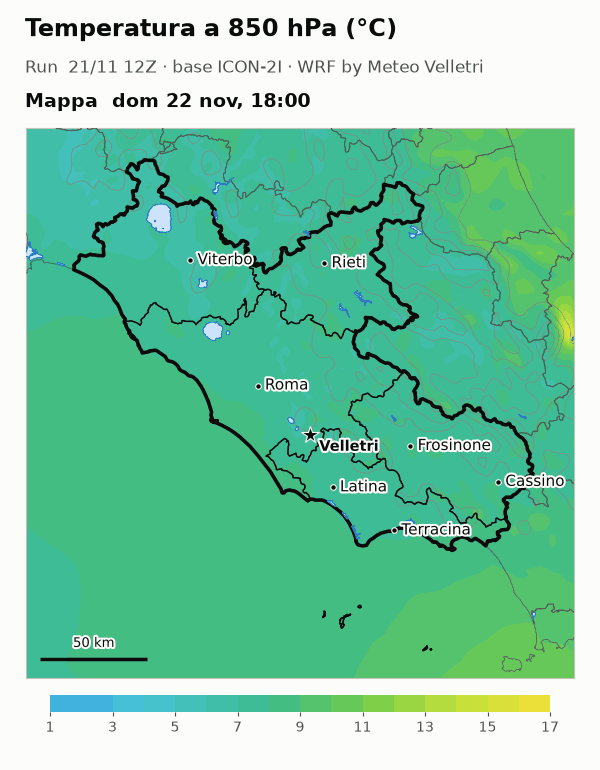 Temperatura a 850 hPa (°C)
Run  21/11 12Z · base ICON-2I · WRF by Meteo Velletri
Mappa  dom 22 nov, 18:00
Viterbo
Rieti
Roma
Velletri
Frosinone
Latina
Cassino
Terracina
50 km
1 3 5 7 9 11 13 15 17